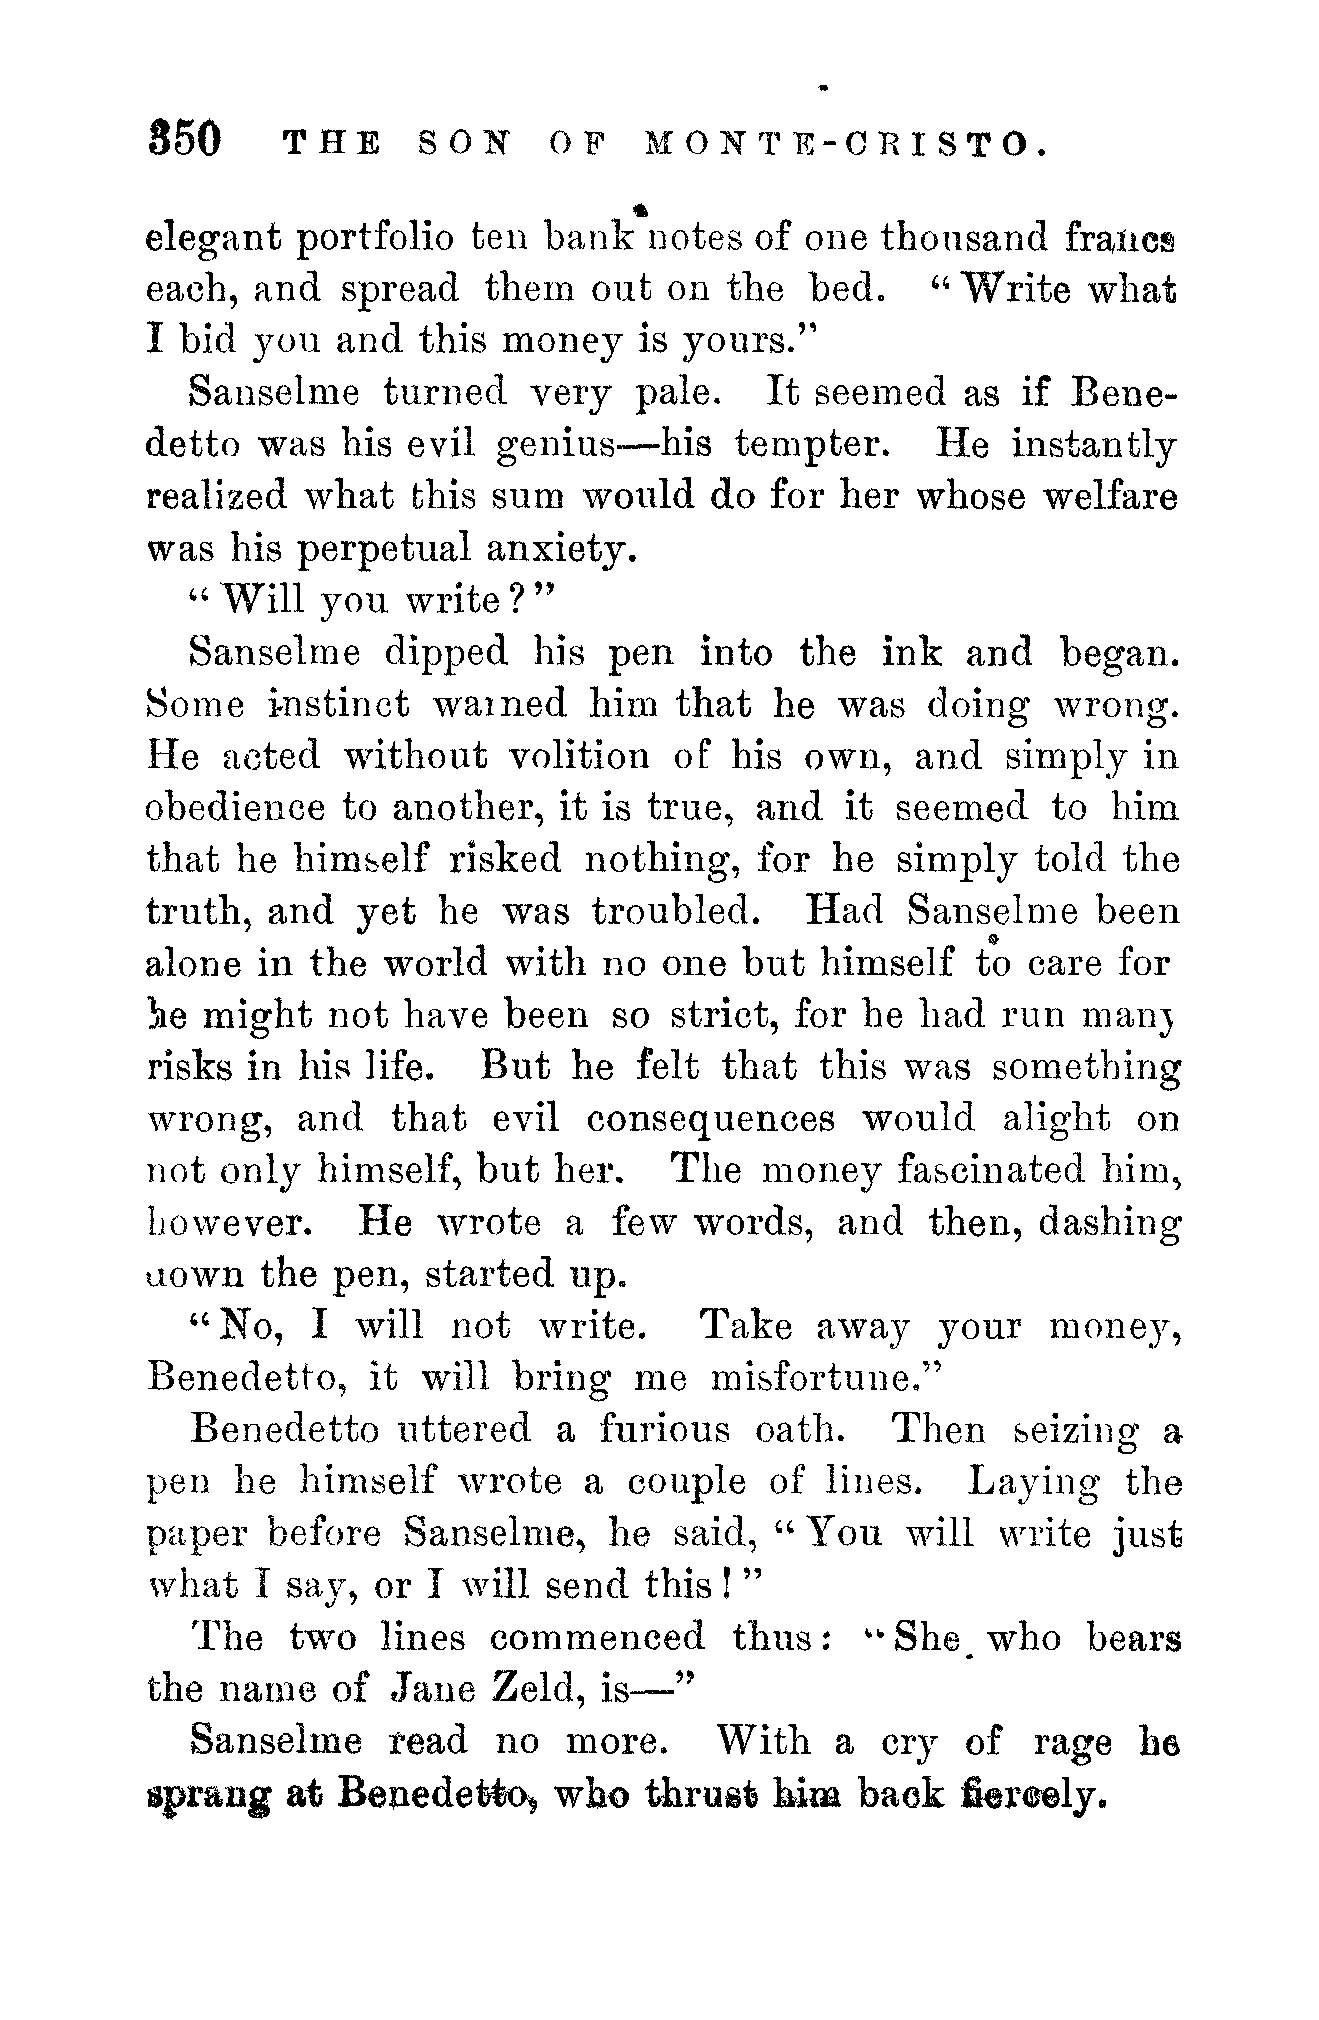 350 THE SON OF MONTE-CRISTO.
elegant portfolio ten bank notes of one thousand francs
each, and spread them out on the bed. “Write what
I bid you and this money is yours.”
Sanselme turned very pale. It seemed as if Bene-
detto was his evil genius—his tempter. He instantly
realized what this sum would do for her whose welfare
was his perpetual anxiety.
“Will you write?”
Sanselme dipped his pen into the ink and began.
Some instinct warned him that he was doing wrong.
He acted without volition of his own, and simply in
obedience to another, it is true, and it seemed to him
that he himself risked nothing, for he simply told the
truth, and yet he was troubled. Had Sanselme been
alone in the world with no one but himself to care for
he might not have been so strict, for he had run many
risks in his life. But he felt that this was something
wrong, and that evil consequences would alight on
not only himself, but her. The money fascinated him,
however. He wrote a few words, and then, dashing
down the pen, started up.
“No, I will not write. Take away your money,
Benedetto, it will bring me misfortune.”
Benedetto uttered a furious oath. Then seizing a
pen he himself wrote a couple of lines. Laying the
paper before Sanselme, he said, “You will write just
what I say, or I will send this!”
The two lines commenced thus: “She who bears
the name of Jane Zeld, is—”
Sanselme read no more. With a cry of rage he
sprang at Benedetto, who thrust him back fiercely.